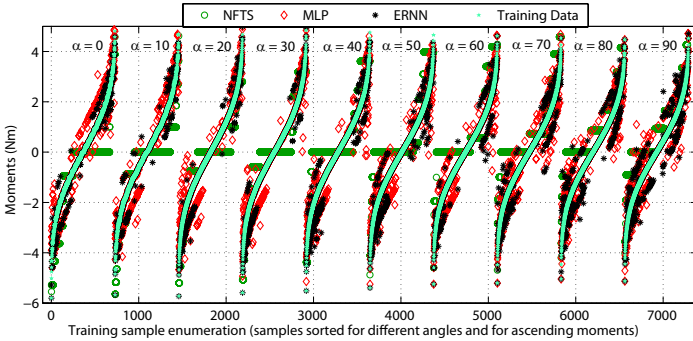 NFTS MLP ERNN Training Data
α = 0 α = 10 α = 20 α = 30 α = 40 α = 50 α = 60 α = 70 α = 80 α = 90
Moments (Nm)
4
2
0
−2
−4
−6
0 1000 2000 3000 4000 5000 6000 7000
Training sample enumeration (samples sorted for different angles and for ascending moments)